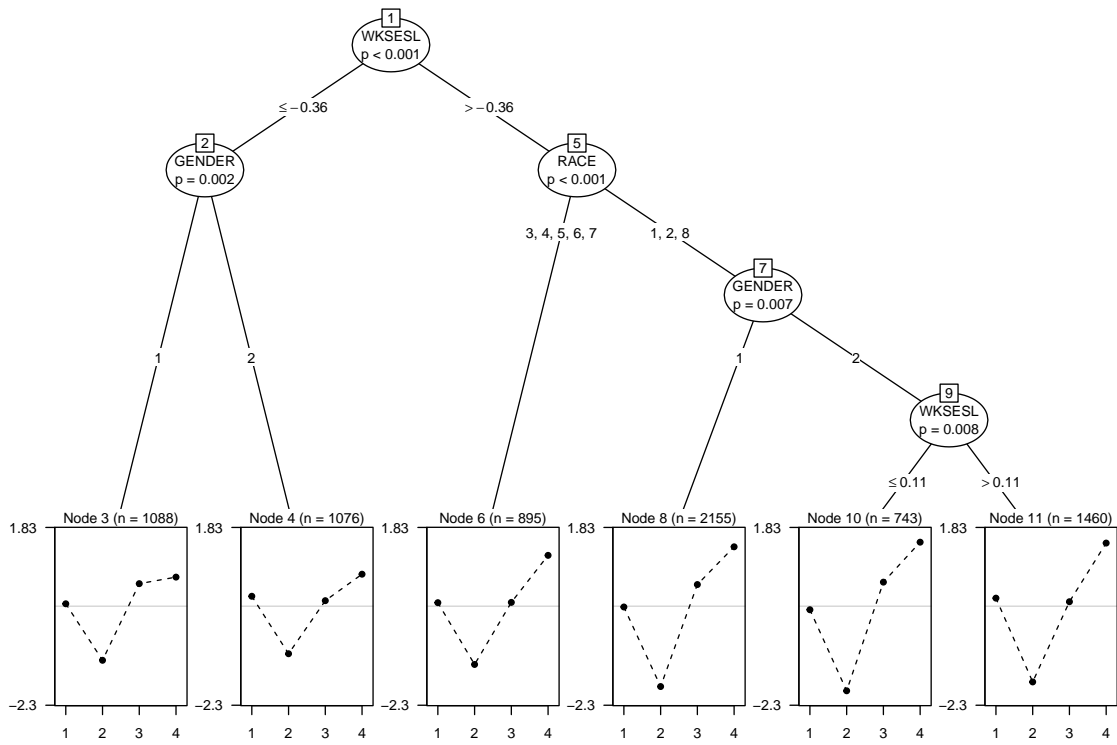 1
WKSESL
p < 0.001
≤ −0.36
> −0.36
2
GENDER
p = 0.002
5
RACE
p < 0.001
3, 4, 5, 6, 7
1, 2, 8
7
GENDER
p = 0.007
1
2
1
2
9
WKSESL
p = 0.008
≤ 0.11
> 0.11
Node 3 (n = 1088)
1.83
−2.3
1 2 3 4
Node 4 (n = 1076)
1.83
−2.3
1 2 3 4
Node 6 (n = 895)
1.83
−2.3
1 2 3 4
Node 8 (n = 2155)
1.83
−2.3
1 2 3 4
Node 10 (n = 743)
1.83
−2.3
1 2 3 4
Node 11 (n = 1460)
1.83
−2.3
1 2 3 4